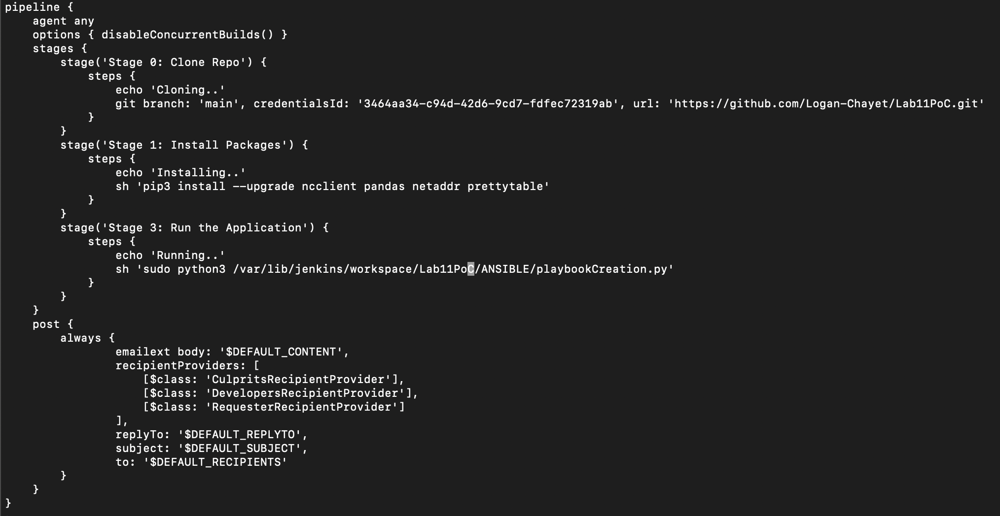 pipeline {
    agent any
    options { disableConcurrentBuilds() }
    stages {
        stage('Stage 0: Clone Repo') {
            steps {
                echo 'Cloning..'
                git branch: 'main', credentialsId: '3464aa34-c94d-42d6-9cd7-fdfec72319ab', url: 'https://github.com/Logan-Chayet/Lab11PoC.git'
            }
        }
        stage('Stage 1: Install Packages') {
            steps {
                echo 'Installing..'
                sh 'pip3 install --upgrade ncclient pandas netaddr prettytable'
            }
        }
        stage('Stage 3: Run the Application') {
            steps {
                echo 'Running..'
                sh 'sudo python3 /var/lib/jenkins/workspace/Lab11PoC/ANSIBLE/playbookCreation.py'
            }
        }
    }
    post {
        always {
                emailext body: '$DEFAULT_CONTENT',
                recipientProviders: [
                    [$class: 'CulpritsRecipientProvider'],
                    [$class: 'DevelopersRecipientProvider'],
                    [$class: 'RequesterRecipientProvider']
                ],
                replyTo: '$DEFAULT_REPLYTO',
                subject: '$DEFAULT_SUBJECT',
                to: '$DEFAULT_RECIPIENTS'
        }
    }
}